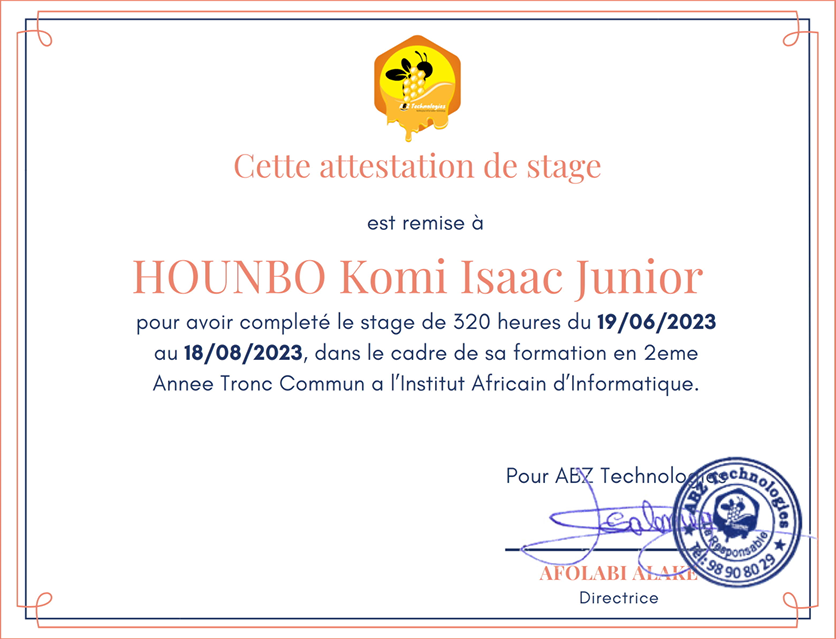 ABZ Technologies
Cette attestation de stage
est remise à
HOUNBO Komi Isaac Junior
pour avoir completé le stage de 320 heures du 19/06/2023
au 18/08/2023, dans le cadre de sa formation en 2eme
Annee Tronc Commun a l'Institut Africain d'Informatique.
Pour ABZ Technologies
AFOLABI ALAKE
Directrice
ABZ Technologies
Responsable
Tél: 98 90 80 29